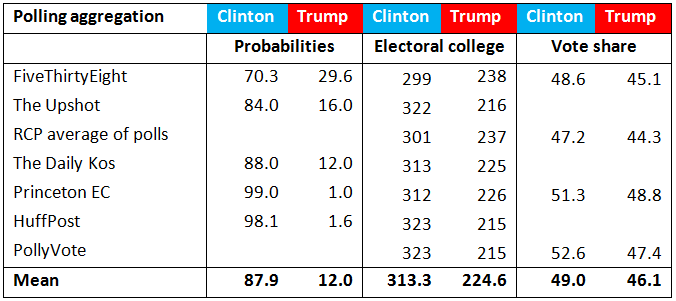 Polling aggregation Clinton Trump Clinton Trump Clinton Trump
Probabilities Electoral college Vote share
FiveThirtyEight 70.3 29.6 299 238 48.6 45.1
The Upshot 84.0 16.0 322 216
RCP average of polls 301 237 47.2 44.3
The Daily Kos 88.0 12.0 313 225
Princeton EC 99.0 1.0 312 226 51.3 48.8
HuffPost 98.1 1.6 323 215
PollyVote 323 215 52.6 47.4
Mean 87.9 12.0 313.3 224.6 49.0 46.1